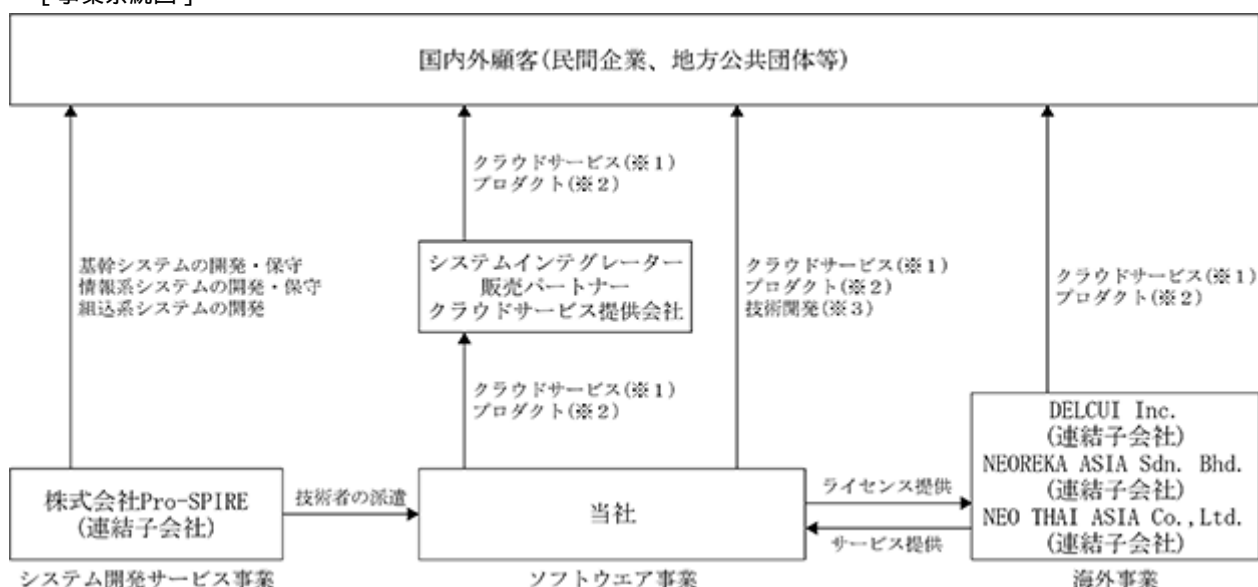 [ 事業系統図 ]
国内外顧客(民間企業、地方公共団体等)
クラウドサービス(※1)
プロダクト(※2)
基幹システムの開発・保守
情報系システムの開発・保守
組込系システムの開発
システムインテグレーター
販売パートナー
クラウドサービス提供会社
クラウドサービス(※1)
プロダクト(※2)
技術開発(※3)
クラウドサービス(※1)
プロダクト(※2)
クラウドサービス(※1)
プロダクト(※2)
株式会社Pro-SPIRE
(連結子会社)
技術者の派遣
当社
ライセンス提供
サービス提供
DELCUI Inc.
(連結子会社)
NEOREKA ASIA Sdn. Bhd.
(連結子会社)
NEO THAI ASIA Co.,Ltd.
(連結子会社)
システム開発サービス事業
ソフトウエア事業
海外事業